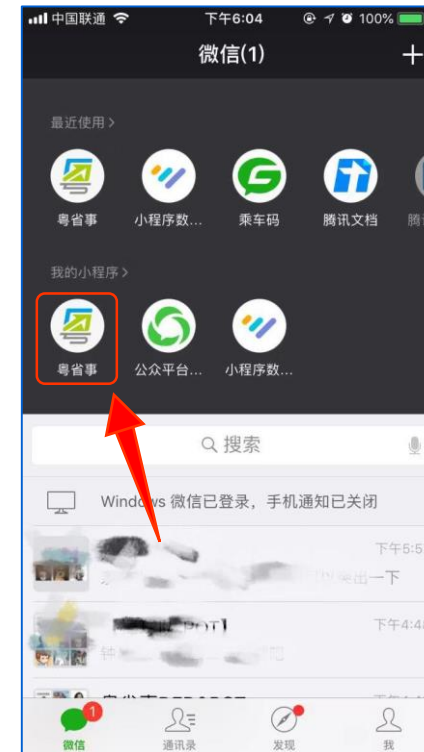 中国联通 下午6:04 100%
微信(1)
最近使用 >
粤省事 小程序数... 乘车码 腾讯文档 腾
我的小程序 >
粤省事 公众平台... 小程序数...
搜索
Windows 微信已登录，手机通知已关闭
下午5:5
一下
下午4:4
1
微信 通讯录 发现 我